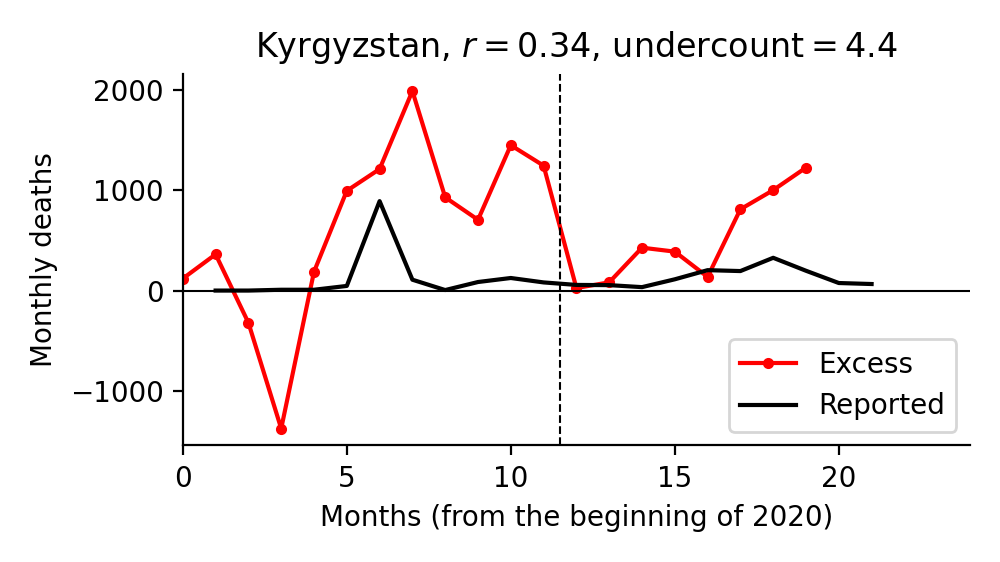 Kyrgyzstan, r = 0.34, undercount = 4.4
Monthly deaths
2000
1000
0
−1000
Excess
Reported
0 5 10 15 20
Months (from the beginning of 2020)